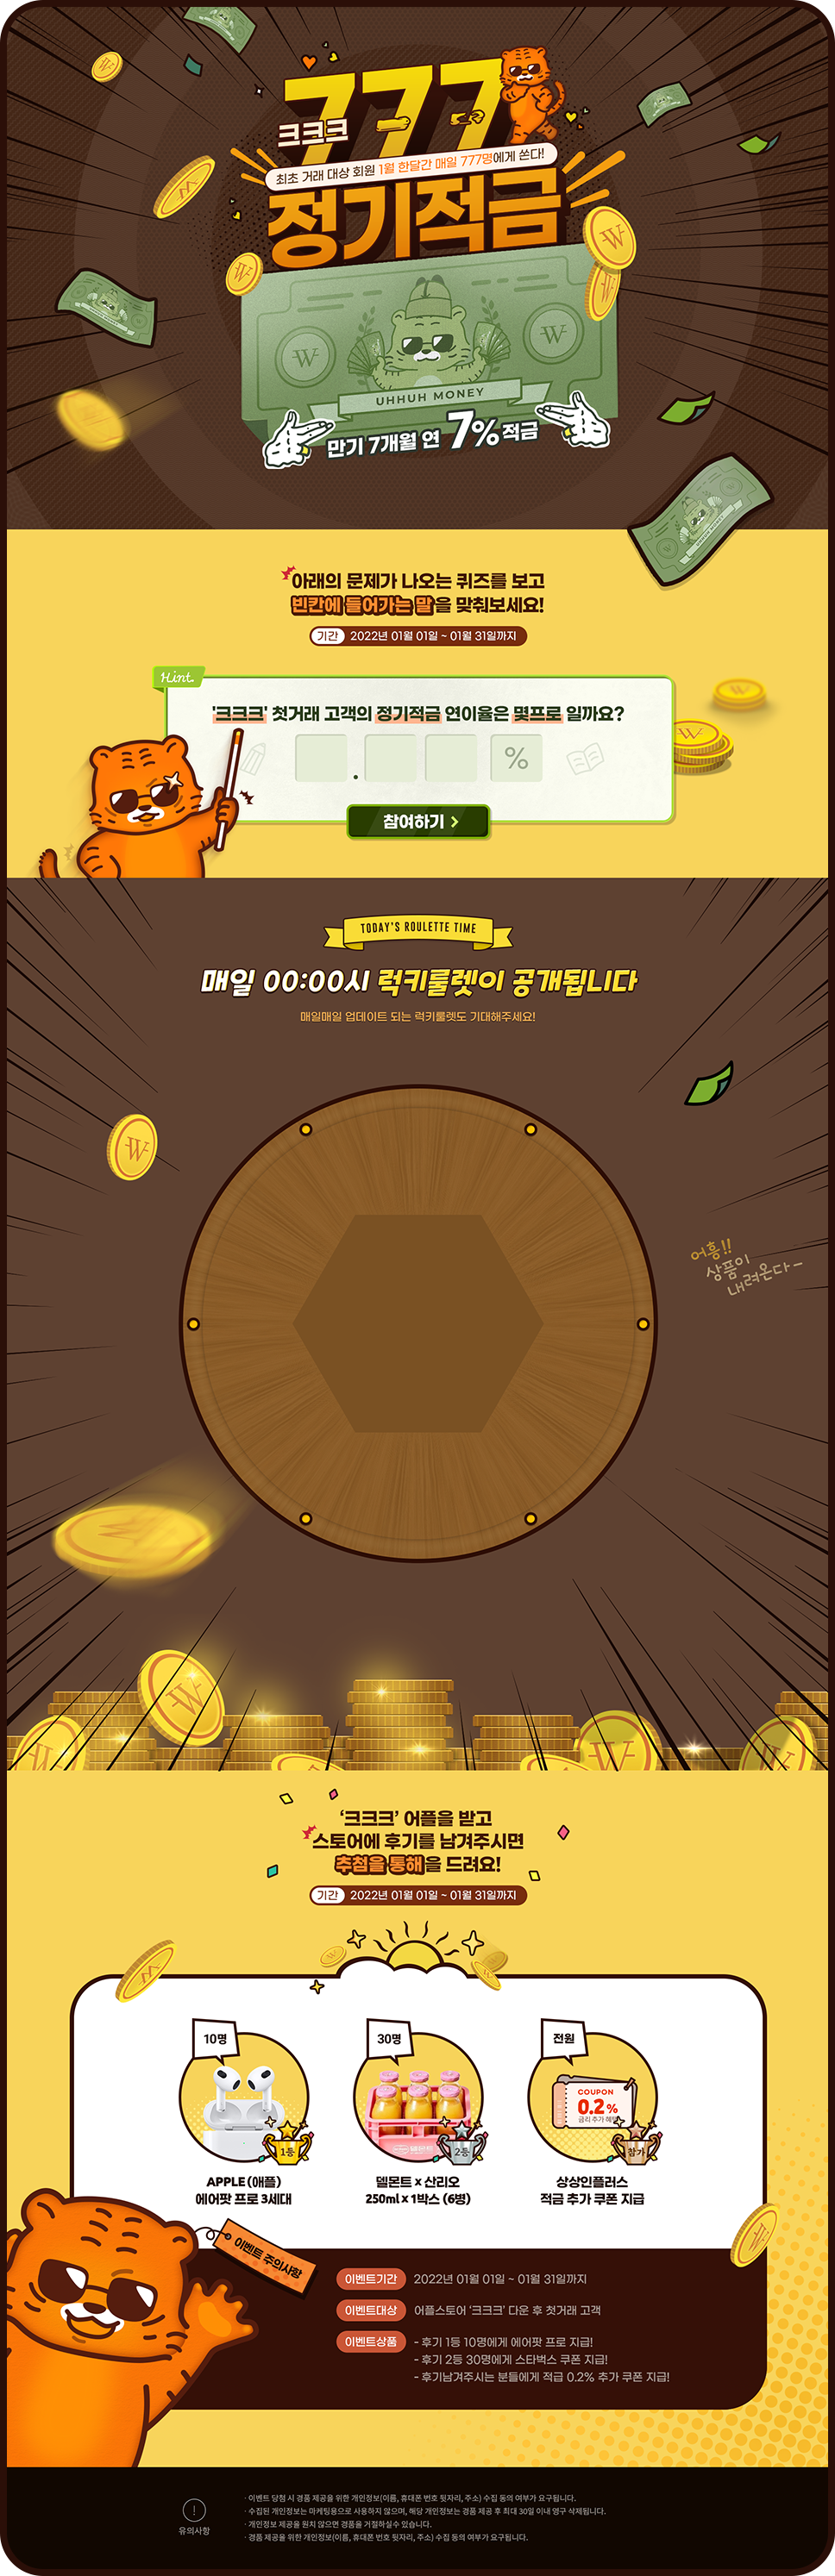 777
크크크
최초 거래 대상 회원 1월 한달간 매일 777명에게 쏜다!
정기적금
W W
UHHUH MONEY
만기 7개월 연 7% 적금
아래의 문제가 나오는 퀴즈를 보고
빈칸에 들어가는 말을 맞춰보세요!
기간 2022년 01월 01일 ~ 01월 31일까지
Hint.
'크크크' 첫거래 고객의 정기적금 연이율은 몇프로 일까요?
. %
참여하기 >
TODAY'S ROULETTE TIME
매일 00:00시 럭키룰렛이 공개됩니다
매일매일 업데이트 되는 럭키룰렛도 기대해주세요!
어흥!!
상품이
내려온다~
‘크크크’ 어플을 받고
스토어에 후기를 남겨주시면
추첨을 통해을 드려요!
기간 2022년 01월 01일 ~ 01월 31일까지
10명 30명 전원
COUPON
0.2%
1등 2등 참가
APPLE (애플) 델몬트 x 산리오 상상인플러스
에어팟 프로 3세대 250ml x 1박스 (6병) 적금 추가 쿠폰 지급
이벤트 주의사항
이벤트기간 2022년 01월 01일 ~ 01월 31일까지
이벤트대상 어플스토어 ‘크크크’ 다운 후 첫거래 고객
이벤트상품 - 후기 1등 10명에게 에어팟 프로 지급!
- 후기 2등 30명에게 스타벅스 쿠폰 지급!
- 후기남겨주시는 분들에게 적금 0.2% 추가 쿠폰 지급!
!
유의사항
· 이벤트 당첨 시 경품 제공을 위한 개인정보(이름, 휴대폰 번호 뒷자리, 주소) 수집 동의 여부가 요구됩니다.
· 수집된 개인정보는 마케팅용으로 사용하지 않으며, 해당 개인정보는 경품 제공 후 최대 30일 이내 영구 삭제됩니다.
· 개인정보 제공을 원치 않으면 경품을 거절하실수 있습니다.
· 경품 제공을 위한 개인정보(이름, 휴대폰 번호 뒷자리, 주소) 수집 동의 여부가 요구됩니다.